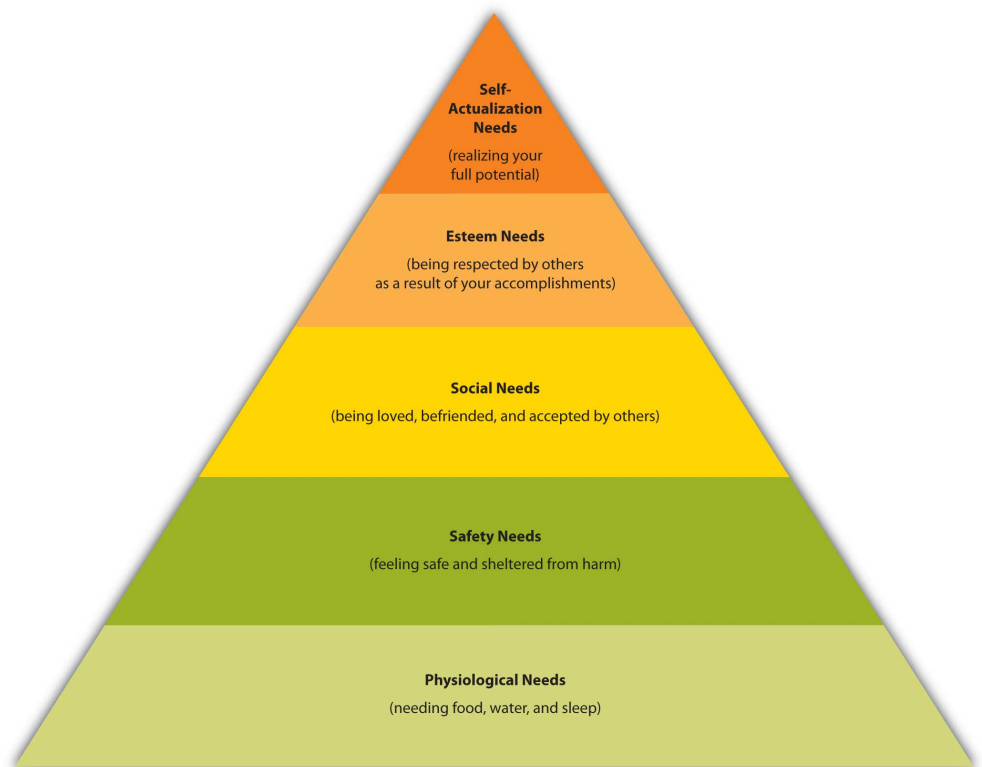 Self-
Actualization
Needs
(realizing your
full potential)
Esteem Needs
(being respected by others
as a result of your accomplishments)
Social Needs
(being loved, befriended, and accepted by others)
Safety Needs
(feeling safe and sheltered from harm)
Physiological Needs
(needing food, water, and sleep)